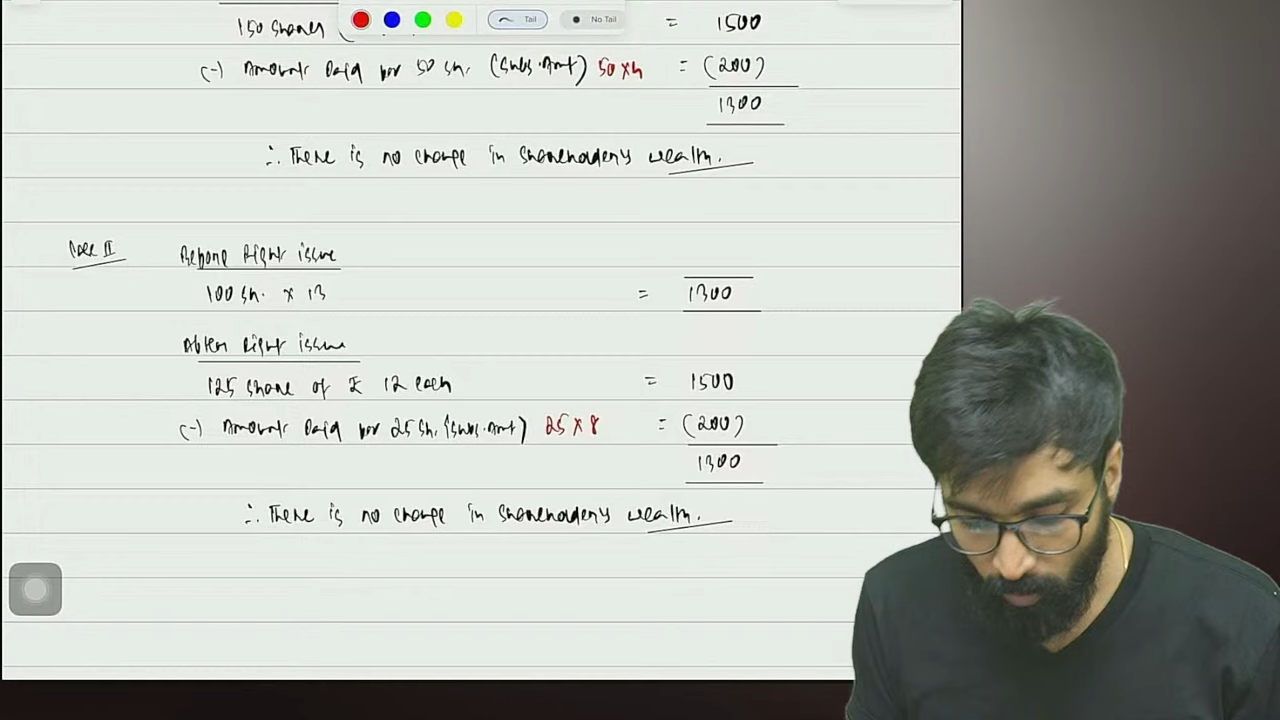 150 shares
Tail No Tail
= 1500
(-) Amount Paid for 50 sh. (Subs. Amt) 50 x 4 = (200)
1300
∴ There is no change in Shareholders wealth.
Case II Before Right issue
100 sh. x 13 = 1300
After Right issue
125 share of ₹ 12 each = 1500
(-) Amount Paid for 25 sh. (Subs. Amt) 25 x 8 = (200)
1300
∴ There is no change in Shareholders wealth.